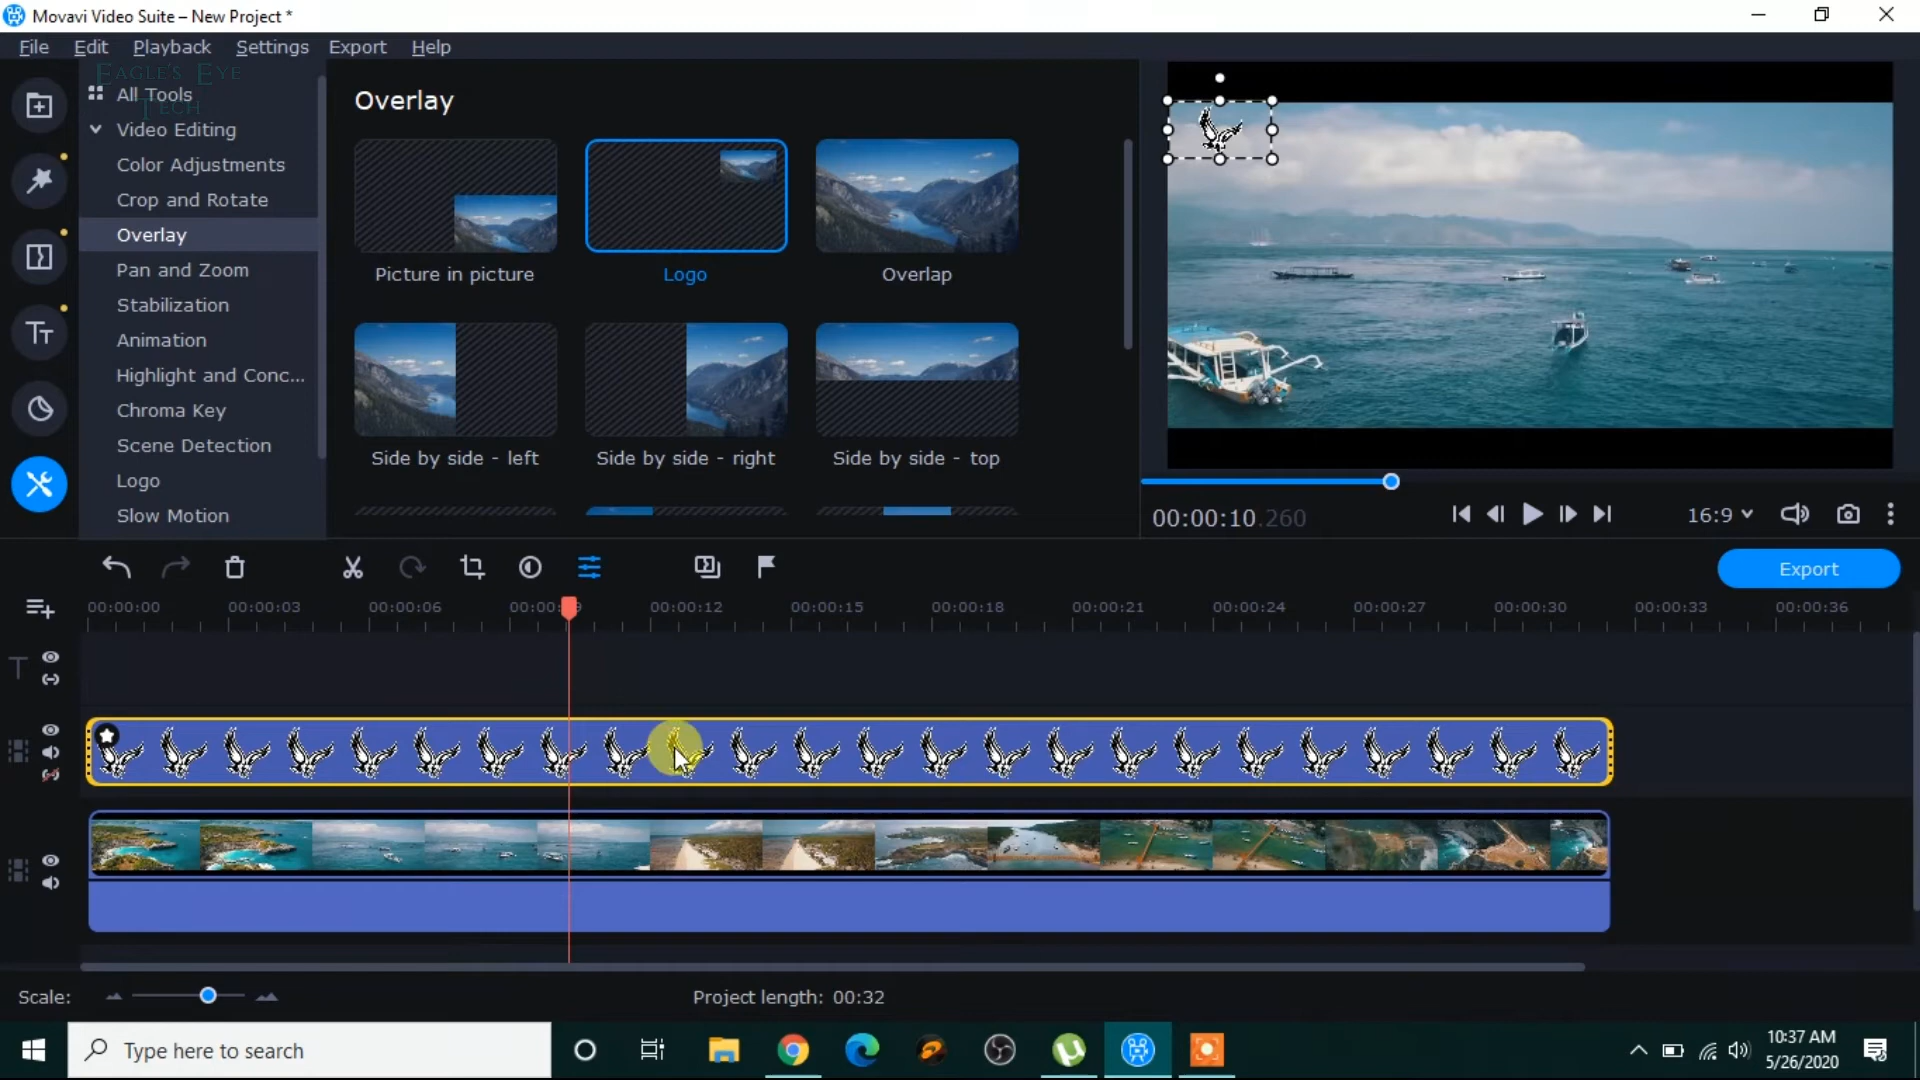 Movavi Video Suite – New Project *
File Edit Playback Settings Export Help
EAGLE'S EYE
TECH
All Tools
Video Editing
Color Adjustments
Crop and Rotate
Overlay
Pan and Zoom
Stabilization
Animation
Highlight and Conc...
Chroma Key
Scene Detection
Logo
Slow Motion
Overlay
Picture in picture
Logo
Overlap
Side by side - left
Side by side - right
Side by side - top
00:00:10.260
16:9
Export
00:00:00 00:00:03 00:00:06 00:00:12 00:00:15 00:00:18 00:00:21 00:00:24 00:00:27 00:00:30 00:00:33 00:00:36
Scale:
Project length: 00:32
Type here to search
10:37 AM
5/26/2020